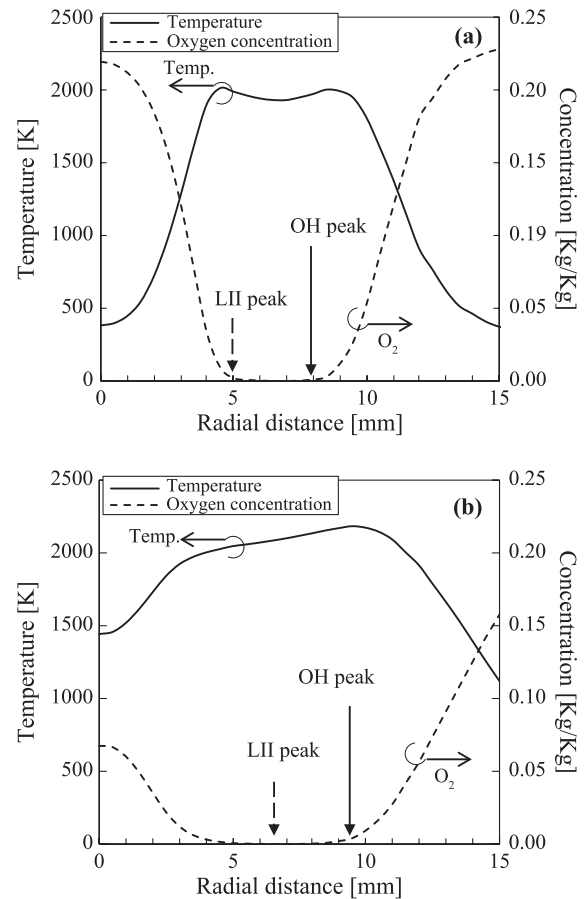 2500
Temperature
Oxygen concentration
(a)
0.25
Temp.
2000
0.20
1500
0.15
Temperature [K]
Concentration [Kg/Kg]
OH peak
1000
0.19
LII peak
500
0.05
O2
0
0.00
0 5 10 15
Radial distance [mm]
2500
Temperature
Oxygen concentration
(b)
0.25
Temp.
2000
0.20
1500
0.15
Temperature [K]
Concentration [Kg/Kg]
OH peak
1000
0.10
LII peak
500
0.05
O2
0
0.00
0 5 10 15
Radial distance [mm]